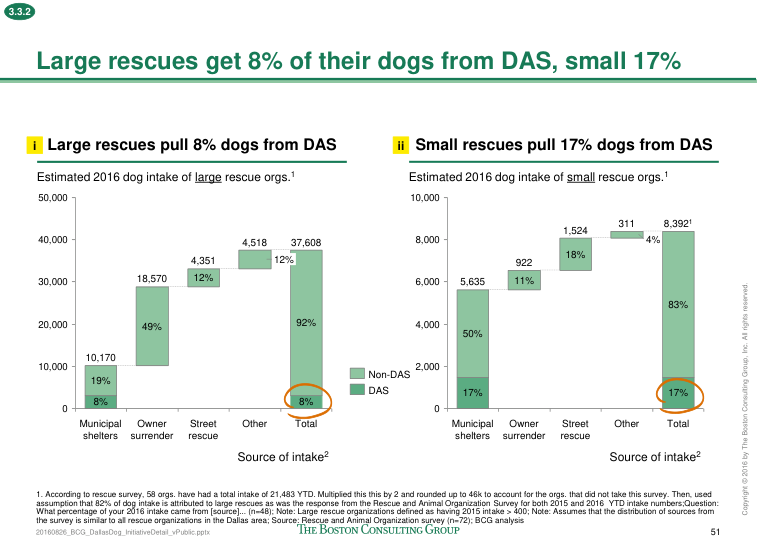 3.3.2
Large rescues get 8% of their dogs from DAS, small 17%
i Large rescues pull 8% dogs from DAS
Estimated 2016 dog intake of large rescue orgs.1
50,000
40,000
30,000
20,000
10,000
0
10,170
19%
8%
18,570
49%
4,351
12%
4,518
12%
37,608
92%
8%
Municipal shelters
Owner surrender
Street rescue
Other
Total
Source of intake2
Non-DAS
DAS
ii Small rescues pull 17% dogs from DAS
Estimated 2016 dog intake of small rescue orgs.1
10,000
8,000
6,000
4,000
2,000
0
5,635
50%
17%
922
11%
1,524
18%
311
4%
8,3921
83%
17%
Municipal shelters
Owner surrender
Street rescue
Other
Total
Source of intake2
1. According to rescue survey, 58 orgs. have had a total intake of 21,483 YTD. Multiplied this this by 2 and rounded up to 46k to account for the orgs. that did not take this survey. Then, used
assumption that 82% of dog intake is attributed to large rescues as was the response from the Rescue and Animal Organization Survey for both 2015 and 2016 YTD intake numbers;Question:
What percentage of your 2016 intake came from [source]... (n=48); Note: Large rescue organizations defined as having 2015 intake > 400; Note: Assumes that the distribution of sources from
the survey is similar to all rescue organizations in the Dallas area; Source: Rescue and Animal Organization survey (n=72); BCG analysis
20160826_BCG_DallasDog_InitiativeDetail_vPublic.pptx
THE BOSTON CONSULTING GROUP
51
Copyright © 2016 by The Boston Consulting Group, Inc. All rights reserved.